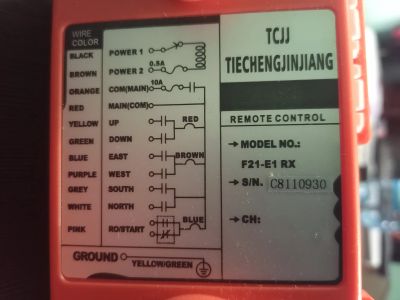 WIRE COLOR
BLACK POWER 1
BROWN POWER 2 0.5A
ORANGE COM(MAIN) 10A
RED MAIN(COM)
YELLOW UP RED
GREEN DOWN
BLUE EAST BROWN
PURPLE WEST
GREY SOUTH
WHITE NORTH
PINK RO/START BLUE
GROUND YELLOW/GREEN
TCJJ
TIECHENGJINJIANG
REMOTE CONTROL
→ MODEL NO.:
F21-E1 RX
→ S/N. C8110930
→ CH: